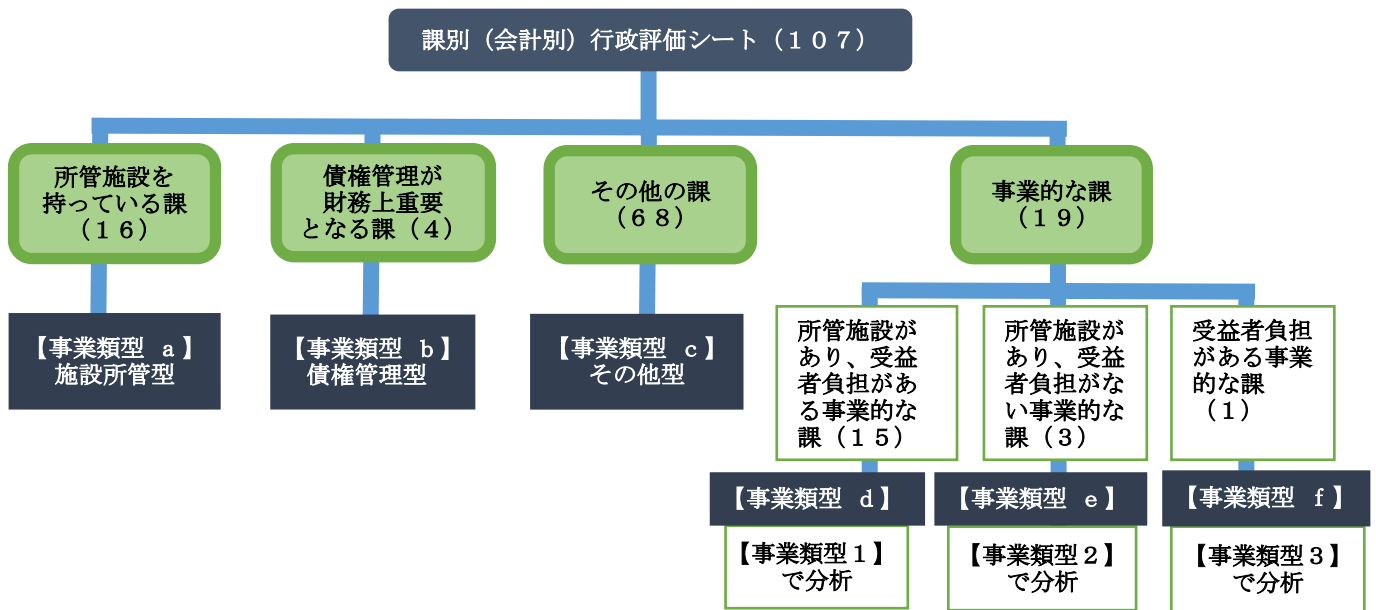 課別（会計別）行政評価シート（１０７）
所管施設を
持っている課
（１６）
債権管理が
財務上重要
となる課（４）
その他の課
（６８）
事業的な課
（１９）
【事業類型　ａ】
施設所管型
【事業類型　ｂ】
債権管理型
【事業類型　ｃ】
その他型
所管施設が
あり、受益
者負担があ
る事業的な
課（１５）
所管施設が
あり、受益
者負担がな
い事業的な
課（３）
受益者負担
がある事業
的な課
（１）
【事業類型　ｄ】
【事業類型　ｅ】
【事業類型　ｆ】
【事業類型１】
で分析
【事業類型２】
で分析
【事業類型３】
で分析